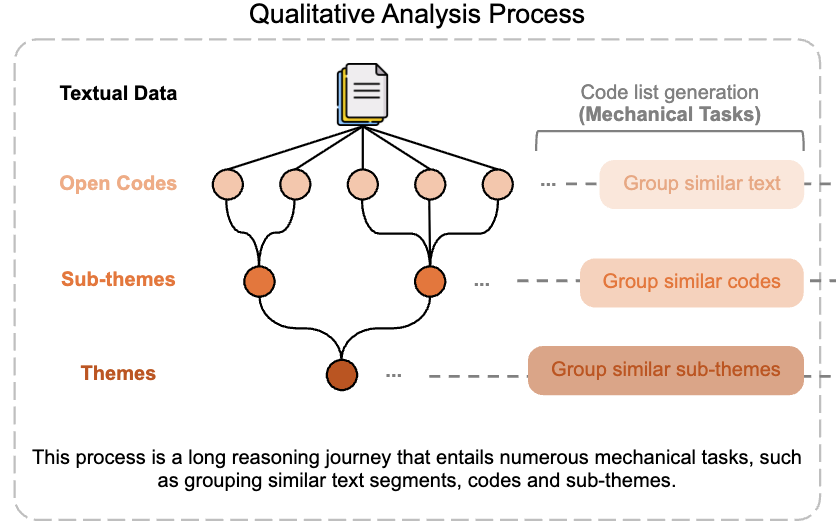 Qualitative Analysis Process
Textual Data
Code list generation
(Mechanical Tasks)
Open Codes
...
Group similar text
Sub-themes
...
Group similar codes
Themes
...
Group similar sub-themes
This process is a long reasoning journey that entails numerous mechanical tasks, such
as grouping similar text segments, codes and sub-themes.